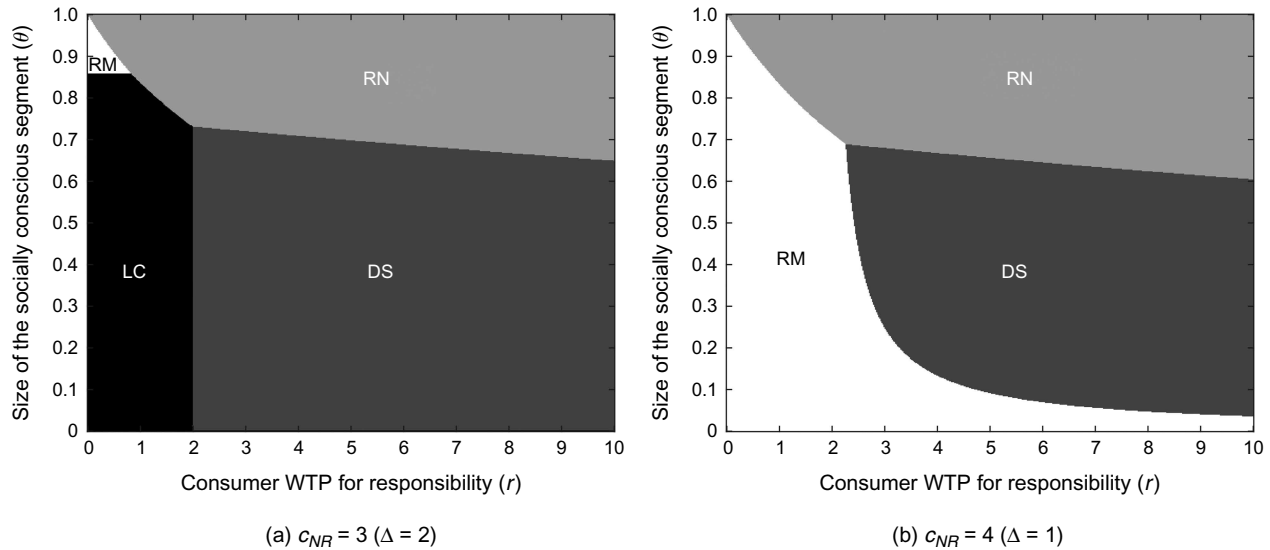 Size of the socially conscious segment (θ)
1.0
0.9
0.8
0.7
0.6
0.5
0.4
0.3
0.2
0.1
0
RM
RN
LC
DS
0 1 2 3 4 5 6 7 8 9 10
Consumer WTP for responsibility (r)
(a) c_NR = 3 (Δ = 2)
Size of the socially conscious segment (θ)
1.0
0.9
0.8
0.7
0.6
0.5
0.4
0.3
0.2
0.1
0
RN
RM
DS
0 1 2 3 4 5 6 7 8 9 10
Consumer WTP for responsibility (r)
(b) c_NR = 4 (Δ = 1)